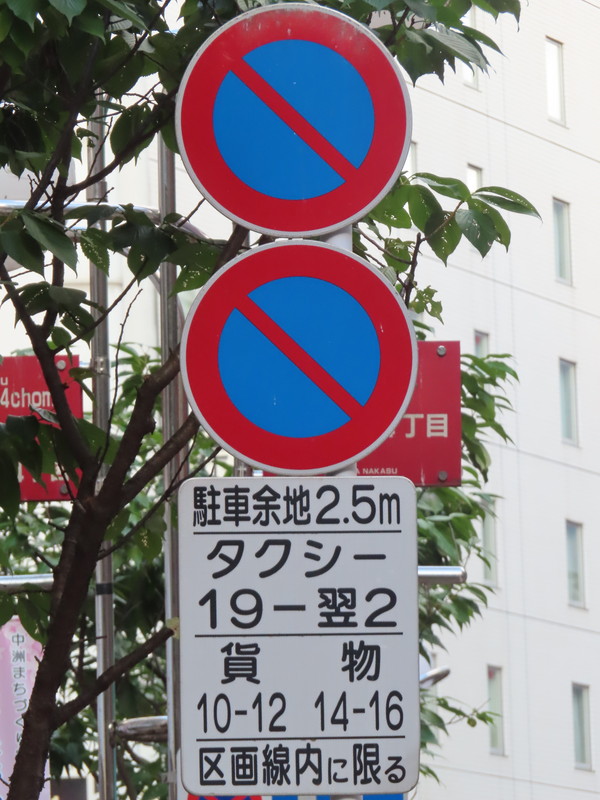 4chom
丁目
A NAKASU
駐車余地2.5m
タクシー
19-翌2
貨 物
10-12 14-16
区画線内に限る
中洲まちづく